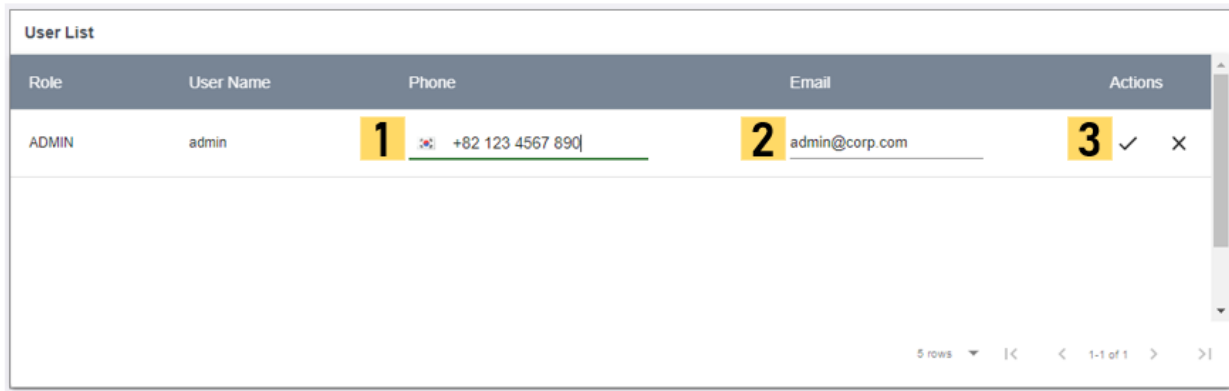 User List
Role User Name Phone Email Actions
ADMIN admin 1 +82 123 4567 890 2 admin@corp.com 3
5 rows 1-1 of 1